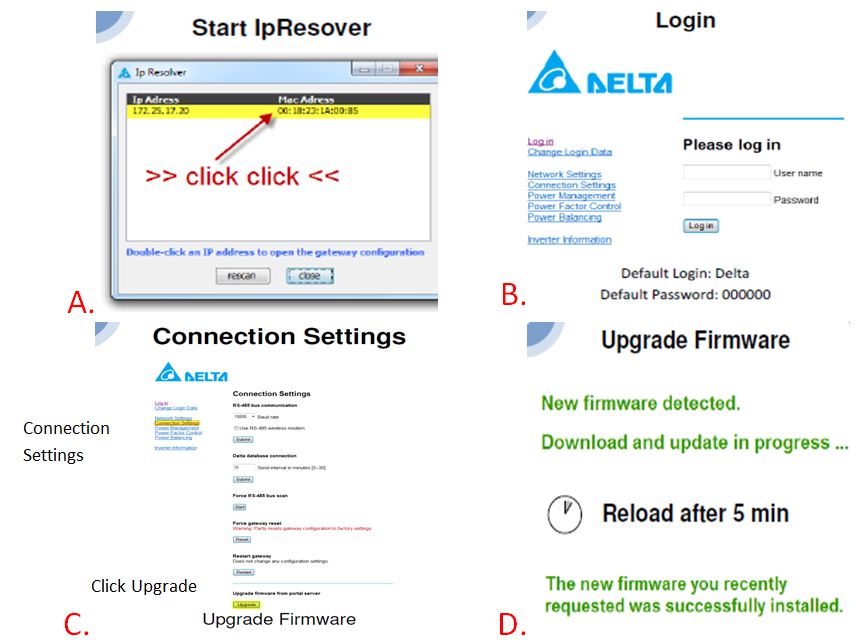 Start IpResover
Ip Resolver
Ip Adress Mac Adress
172.25.17.20 00:18:23:1A:00:85
>> click click <<
Double-click an IP address to open the gateway configuration
rescan close
A.
Login
DELTA
Log in
Change Login Data
Network Settings
Connection Settings
Power Management
Power Factor Control
Power Balancing
Inverter Information
Please log in
User name
Password
Log in
Default Login: Delta
Default Password: 000000
B.
Connection Settings
DELTA
Log in
Change Login Data
Network Settings
Connection Settings
Power Management
Power Factor Control
Power Balancing
Inverter Information
Connection Settings
RS-485 bus communication
19200 Baud rate
Use RS-485 wireless modem
Submit
Delta database connection
15 Send-interval in minutes [5-30]
Submit
Force RS-485 bus scan
Start
Force gateway reset
Warning: Partly resets gateway configuration to factory settings.
Reset
Restart gateway
Does not change any configuration settings.
Restart
Upgrade firmware from portal server
Upgrade
Connection
Settings
Click Upgrade
Upgrade Firmware
C.
Upgrade Firmware
New firmware detected.
Download and update in progress ...
Reload after 5 min
The new firmware you recently
requested was successfully installed.
D.